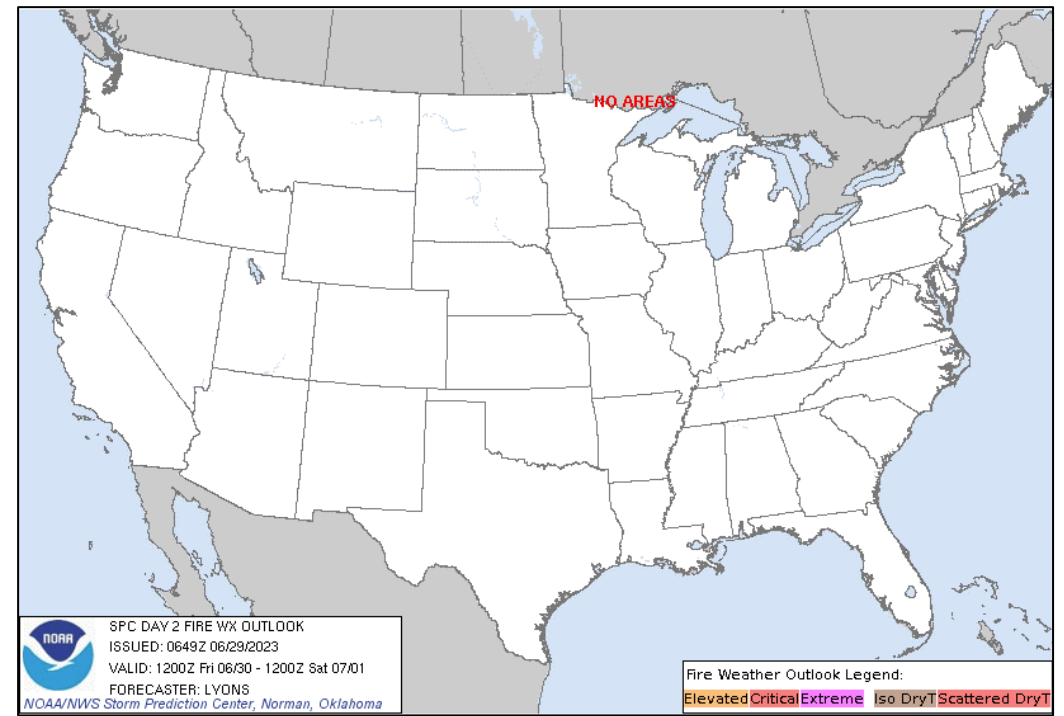 NO AREAS
NOAA
SPC DAY 2 FIRE WX OUTLOOK
ISSUED: 0649Z 06/29/2023
VALID: 1200Z Fri 06/30 - 1200Z Sat 07/01
FORECASTER: LYONS
NOAA/NWS Storm Prediction Center, Norman, Oklahoma
Fire Weather Outlook Legend:
Elevated Critical Extreme Iso DryT Scattered DryT